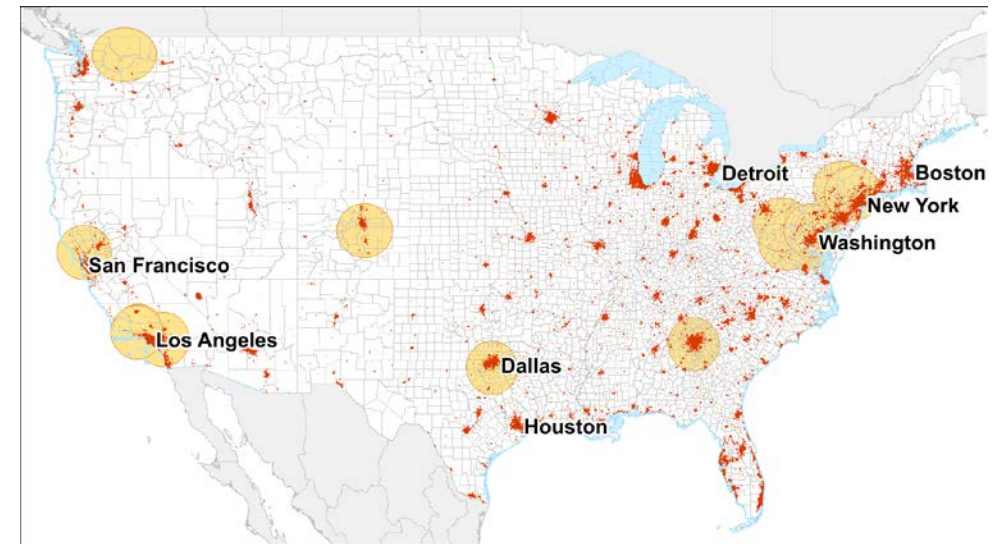 Detroit
Boston
New York
Washington
San Francisco
Los Angeles
Dallas
Houston